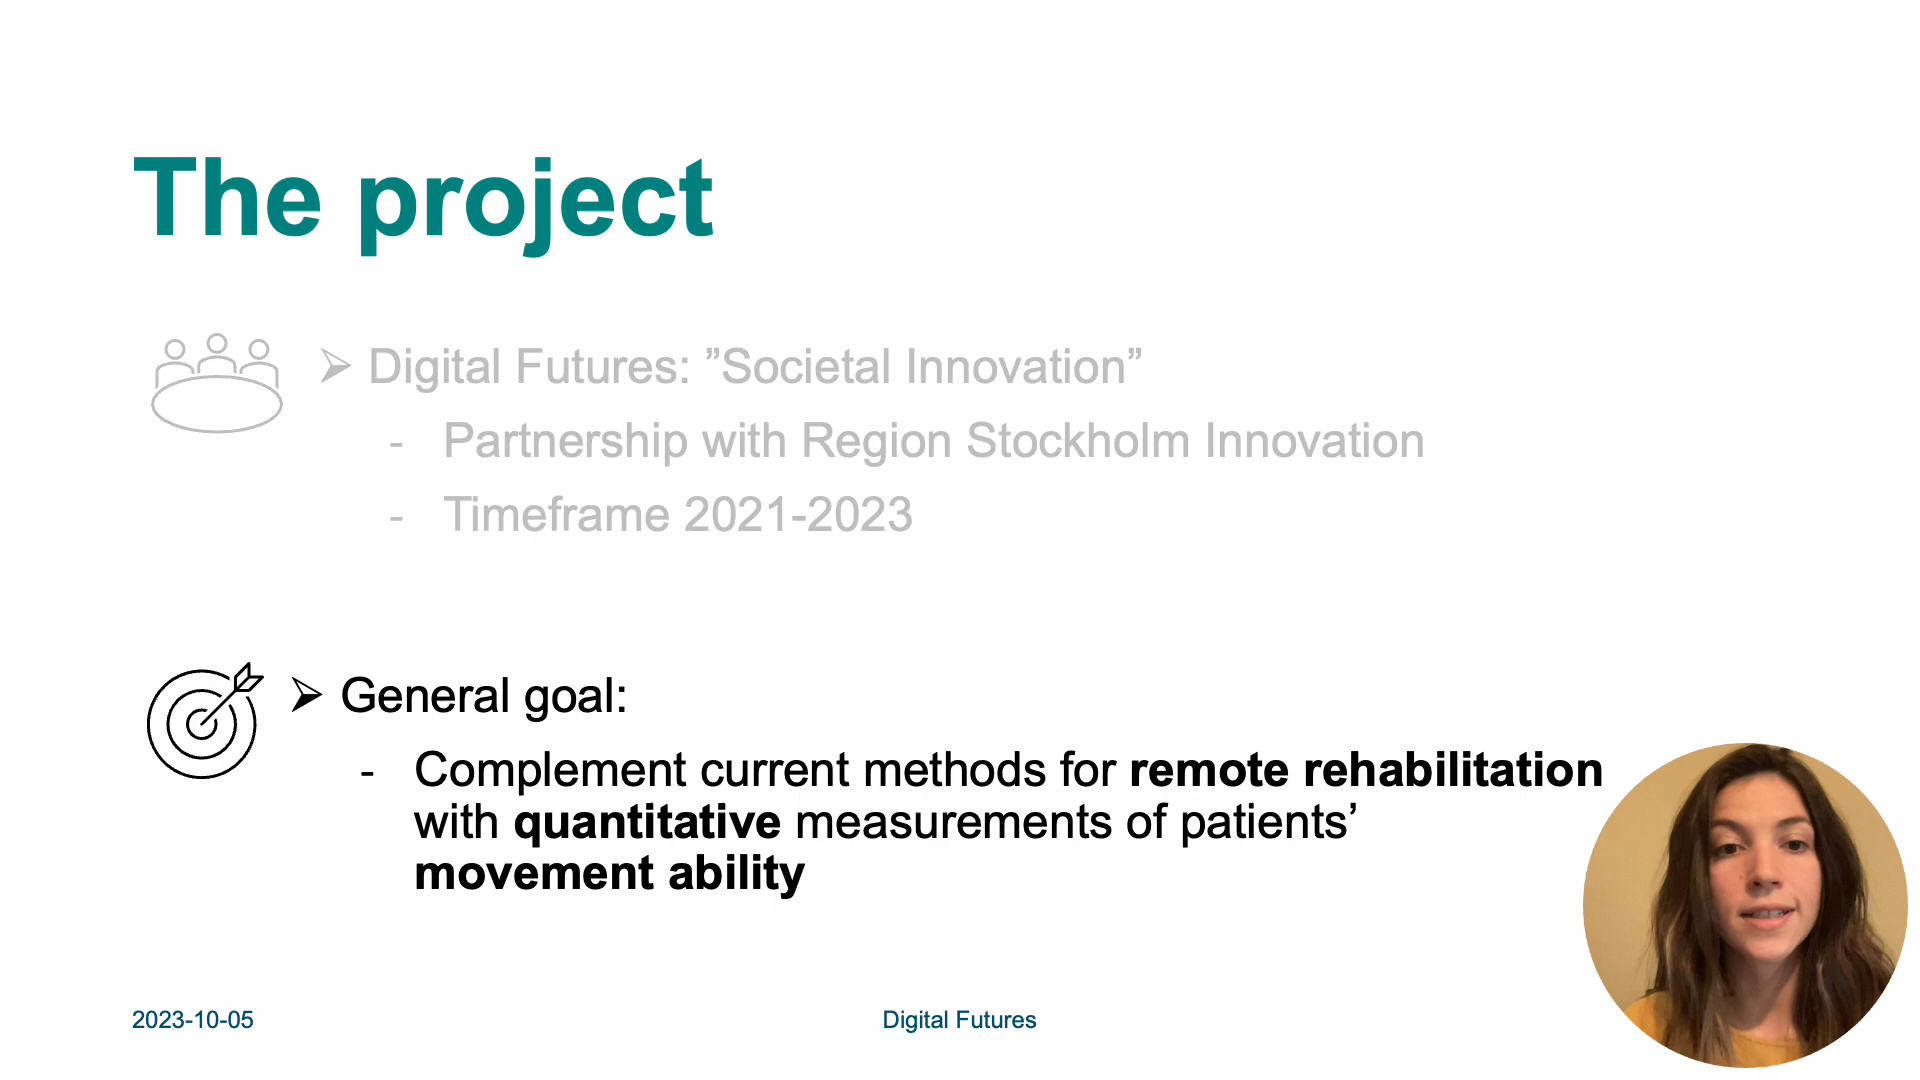 The project
➢ Digital Futures: ”Societal Innovation”
- Partnership with Region Stockholm Innovation
- Timeframe 2021-2023
➢ General goal:
- Complement current methods for remote rehabilitation
with quantitative measurements of patients’
movement ability
2023-10-05
Digital Futures